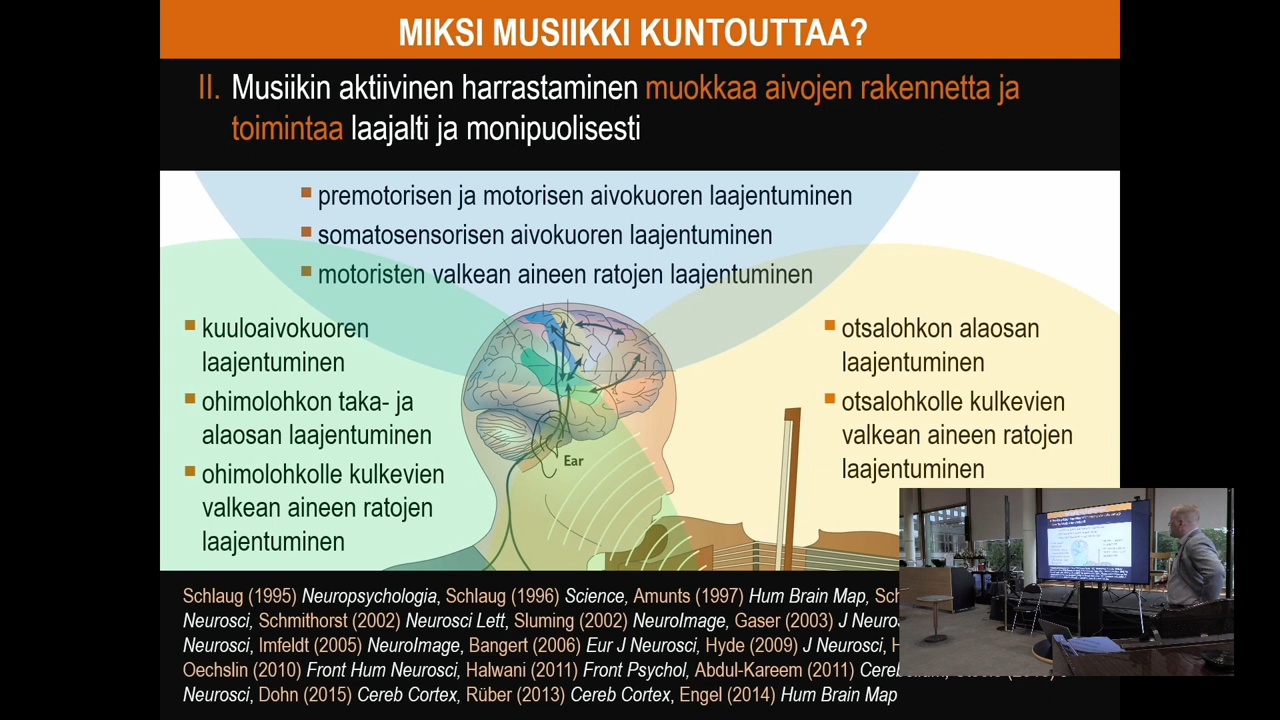 MIKSI MUSIIKKI KUNTOUTTAA?
II. Musiikin aktiivinen harrastaminen muokkaa aivojen rakennetta ja
toimintaa laajalti ja monipuolisesti
premotorisen ja motorisen aivokuoren laajentuminen
somatosensorisen aivokuoren laajentuminen
motoristen valkean aineen ratojen laajentuminen
kuuloaivokuoren
laajentuminen
ohimolohkon taka- ja
alaosan laajentuminen
ohimolohkolle kulkevien
valkean aineen ratojen
laajentuminen
Ear
otsalohkon alaosan
laajentuminen
otsalohkolle kulkevien
valkean aineen ratojen
laajentuminen
Schlaug (1995) Neuropsychologia, Schlaug (1996) Science, Amunts (1997) Hum Brain Map,
Neurosci, Schmithorst (2002) Neurosci Lett, Sluming (2002) NeuroImage, Gaser (2003) J
Neurosci, Imfeldt (2005) NeuroImage, Bangert (2006) Eur J Neurosci, Hyde (2009) J Neurosci,
Oechslin (2010) Front Hum Neurosci, Halwani (2011) Front Psychol, Abdul-Kareem (2011)
Neurosci, Dohn (2015) Cereb Cortex, Rüber (2013) Cereb Cortex, Engel (2014) Hum Brain Map